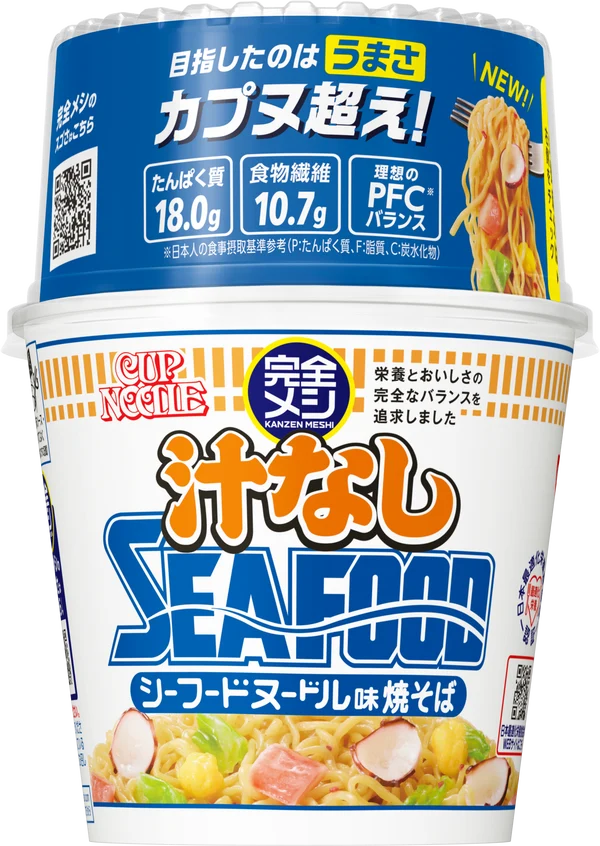 目指したのは うまさ
カプヌ超え!
NEW!
完全メシの
スゴさはこちら
たんぱく質
18.0g
食物繊維
10.7g
理想の
PFC※
バランス
※日本人の食事摂取基準参考(P:たんぱく質、F:脂質、C:炭水化物)
CUP
NOODLE
完全
メシ
KANZEN MESHI
栄養とおいしさの
完全なバランスを
追求しました
汁なし
SEAFOOD
シーフードヌードル味焼そば